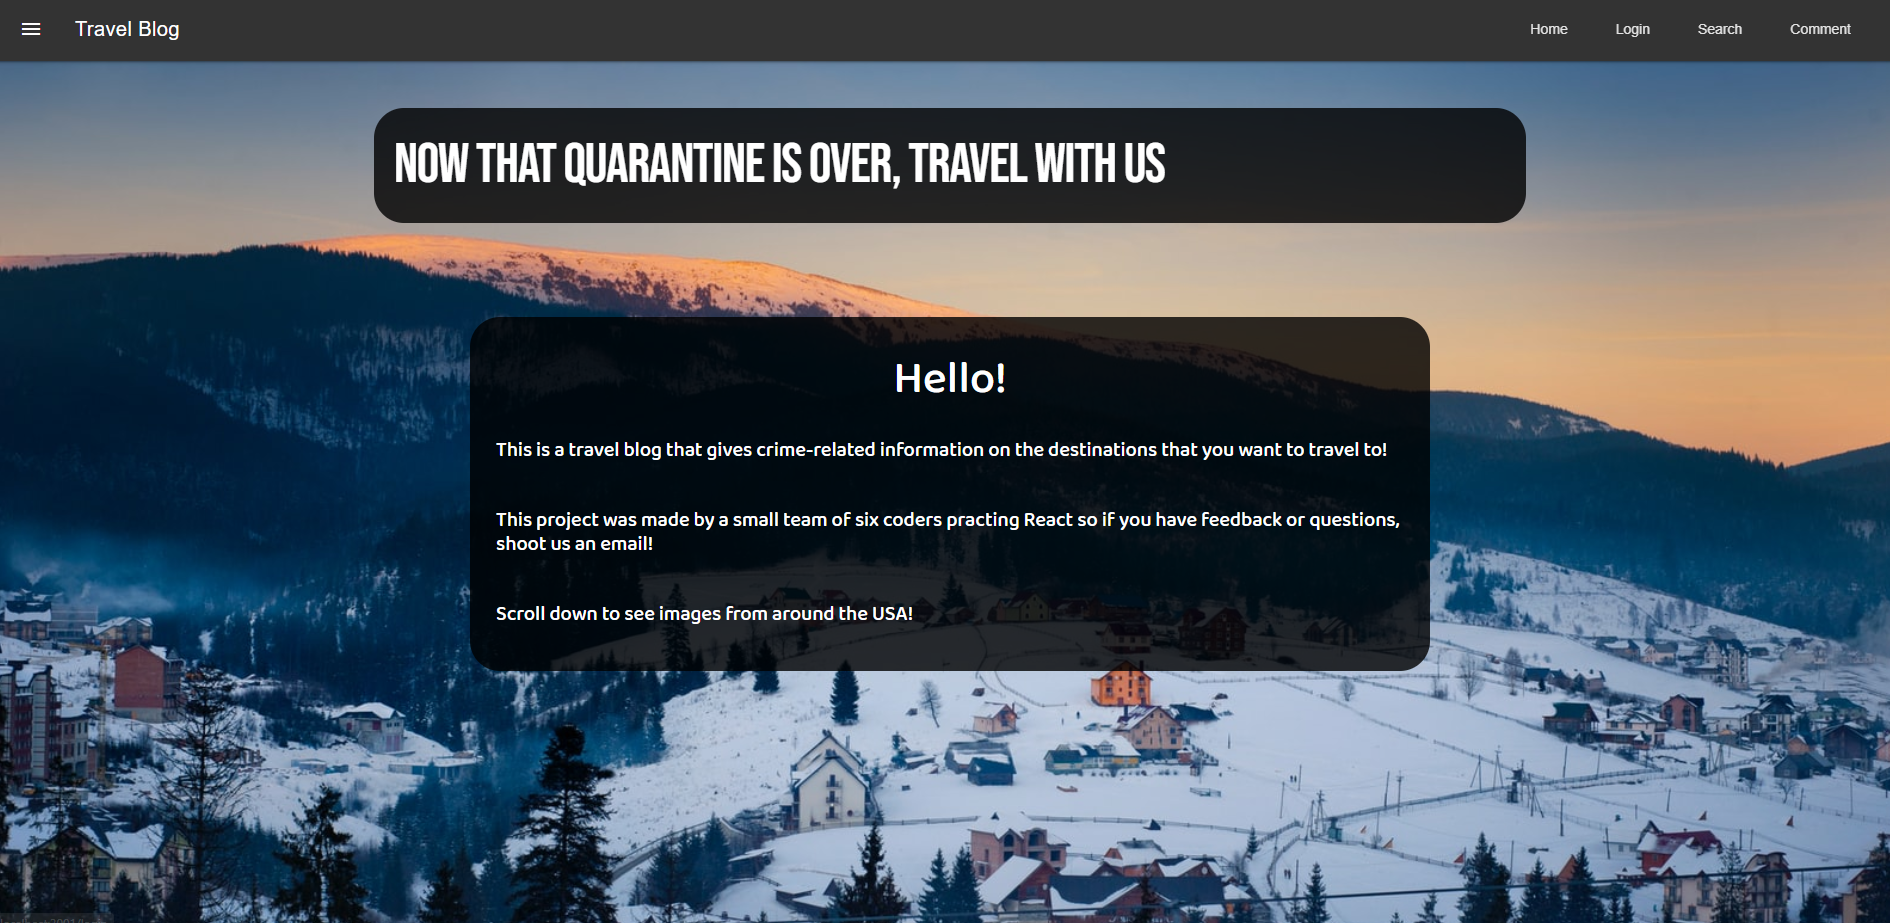 Travel Blog
Home Login Search Comment
NOW THAT QUARANTINE IS OVER, TRAVEL WITH US
Hello!
This is a travel blog that gives crime-related information on the destinations that you want to travel to!
This project was made by a small team of six coders practing React so if you have feedback or questions,
shoot us an email!
Scroll down to see images from around the USA!